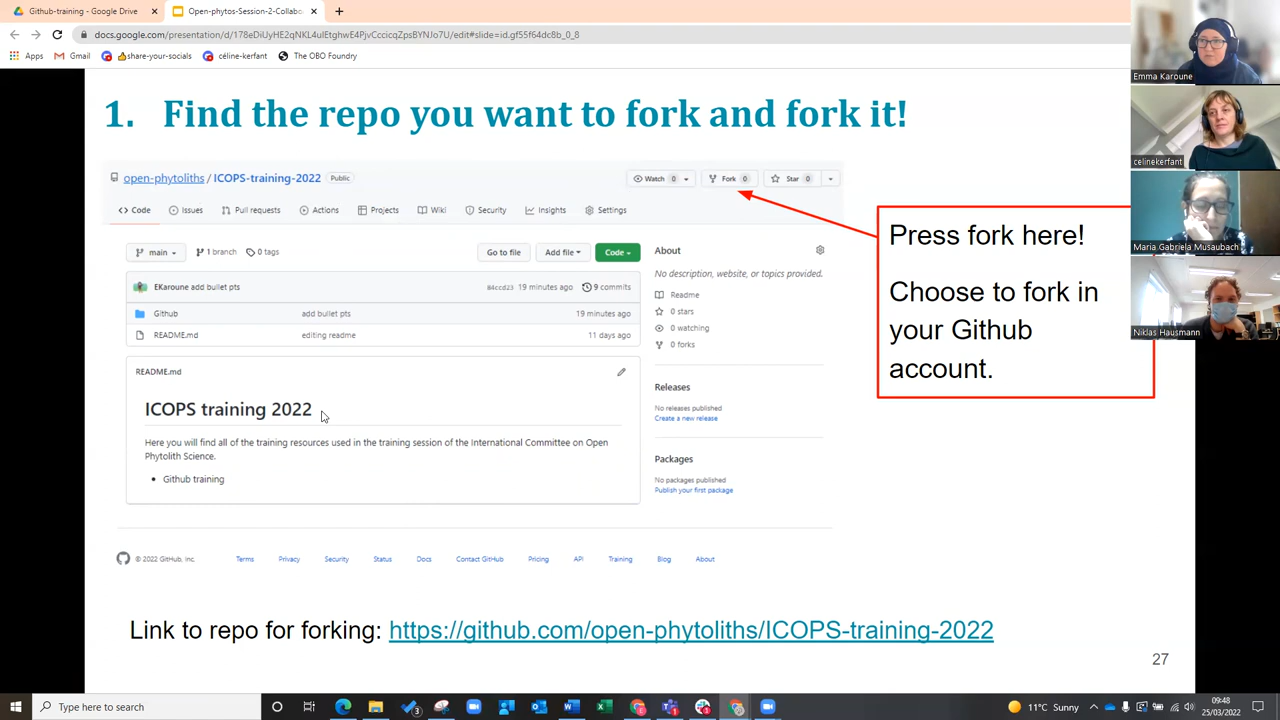 Github-training - Google Drive
Open-phytos-Session-2-Collabo
docs.google.com/presentation/d/178eDiUyHE2qNKL4uIEtghwE4PjvCccicqZpsBYNJo7U/edit#slide=id.gf55f64dc8b_0_8
Apps
Gmail
share-your-socials
céline-kerfant
The OBO Foundry
1. Find the repo you want to fork and fork it!
open-phytoliths / ICOPS-training-2022 Public
Watch 0
Fork 0
Star 0
Code
Issues
Pull requests
Actions
Projects
Wiki
Security
Insights
Settings
main
1 branch
0 tags
Go to file
Add file
Code
EKaroune add bullet pts
84ccd23 19 minutes ago
9 commits
Github
add bullet pts
19 minutes ago
README.md
editing readme
11 days ago
README.md
ICOPS training 2022
Here you will find all of the training resources used in the training session of the International Committee on Open
Phytolith Science.
• Github training
About
No description, website, or topics provided.
Readme
0 stars
0 watching
0 forks
Releases
No releases published
Create a new release
Packages
No packages published
Publish your first package
Press fork here!
Choose to fork in
your Github
account.
© 2022 GitHub, Inc.
Terms
Privacy
Security
Status
Docs
Contact GitHub
Pricing
API
Training
Blog
About
Link to repo for forking: https://github.com/open-phytoliths/ICOPS-training-2022
27
Emma Karoune
celinekerfant
Maria Gabriela Musaubach
Niklas Hausmann
Type here to search
11°C Sunny
09:48
25/03/2022